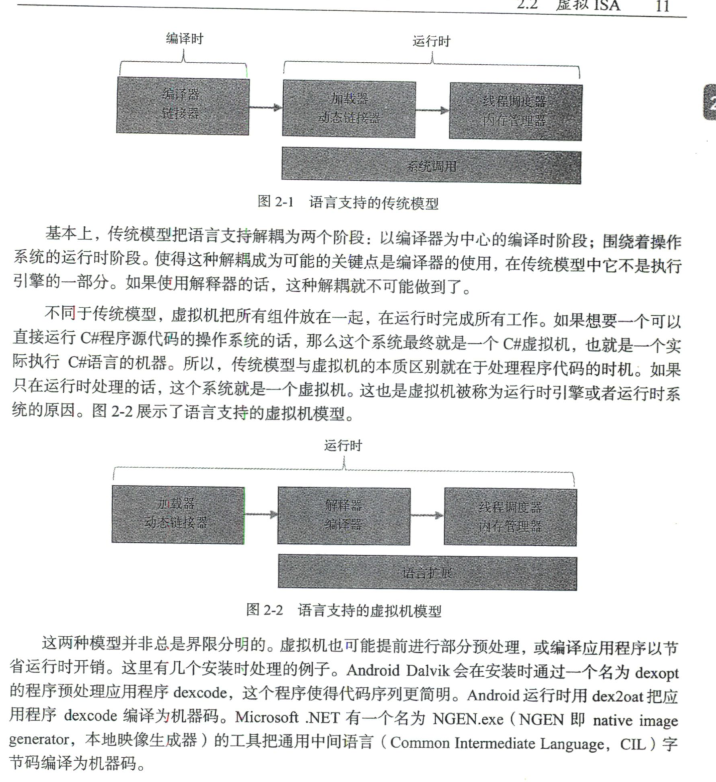 2.2 虚拟 ISA 11
编译时
运行时
编译器
链接器
加载器
动态链接器
线程调度器
内存管理器
系统调用
图 2-1 语言支持的传统模型
基本上，传统模型把语言支持解耦为两个阶段：以编译器为中心的编译时阶段；围绕着操作
系统的运行时阶段。使得这种解耦成为可能的关键点是编译器的使用，在传统模型中它不是执行
引擎的一部分。如果使用解释器的话，这种解耦就不可能做到了。
不同于传统模型，虚拟机把所有组件放在一起，在运行时完成所有工作。如果想要一个可以
直接运行 C#程序源代码的操作系统的话，那么这个系统最终就是一个 C#虚拟机，也就是一个实
际执行 C#语言的机器。所以，传统模型与虚拟机的本质区别就在于处理程序代码的时机。如果
只在运行时处理的话，这个系统就是一个虚拟机。这也是虚拟机被称为运行时引擎或者运行时系
统的原因。图 2-2 展示了语言支持的虚拟机模型。
运行时
加载器
动态链接器
解释器
编译器
线程调度器
内存管理器
语言扩展
图 2-2 语言支持的虚拟机模型
这两种模型并非总是界限分明的。虚拟机也可能提前进行部分预处理，或编译应用程序以节
省运行时开销。这里有几个安装时处理的例子。Android Dalvik 会在安装时通过一个名为 dexopt
的程序预处理应用程序 dexcode，这个程序使得代码序列更简明。Android 运行时用 dex2oat 把应
用程序 dexcode 编译为机器码。Microsoft .NET 有一个名为 NGEN.exe（NGEN 即 native image
generator，本地映像生成器）的工具把通用中间语言（Common Intermediate Language，CIL）字
节码编译为机器码。
2